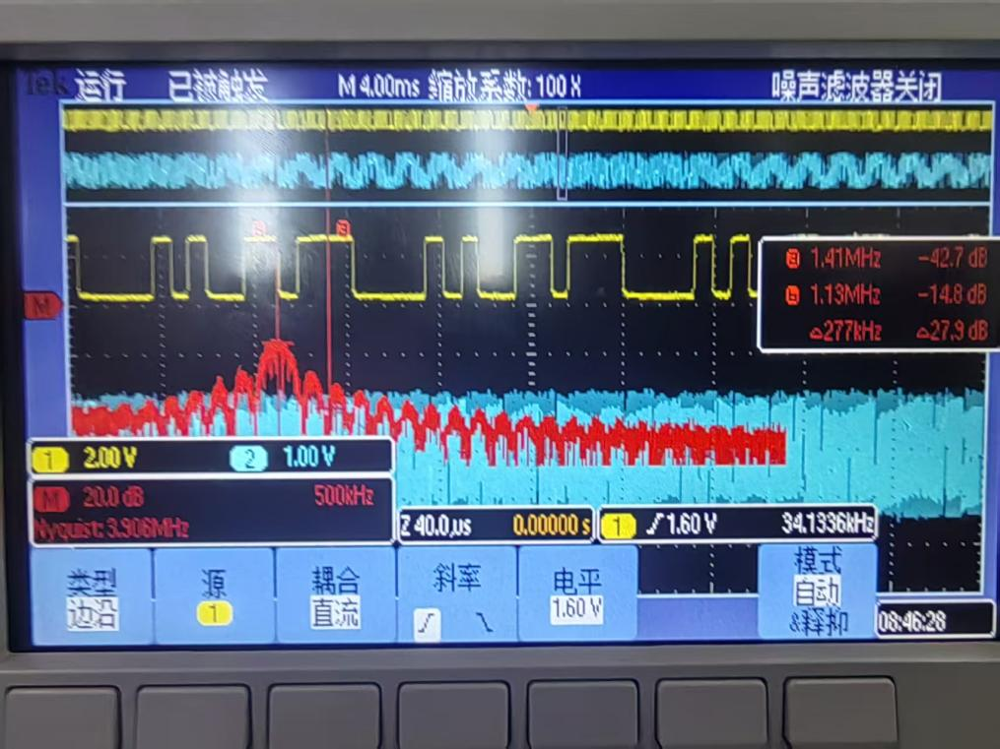 Tek 运行 已被触发 M 4.00ms 缩放系数: 100 X 噪声滤波器关闭
a a
a 1.41MHz -42.7 dB
b 1.13MHz -14.8 dB
△277kHz △27.9 dB
M
1 2.00 V 2 1.00 V
M 20.0 dB 500kHz
Nyquist: 3.906MHz
Z 40.0µs 0.00000 s 1 1.60 V 34.1336kHz
类型 边沿
源 1
耦合 直流
斜率
电平 1.60 V
模式 自动 &释抑
08:46:28